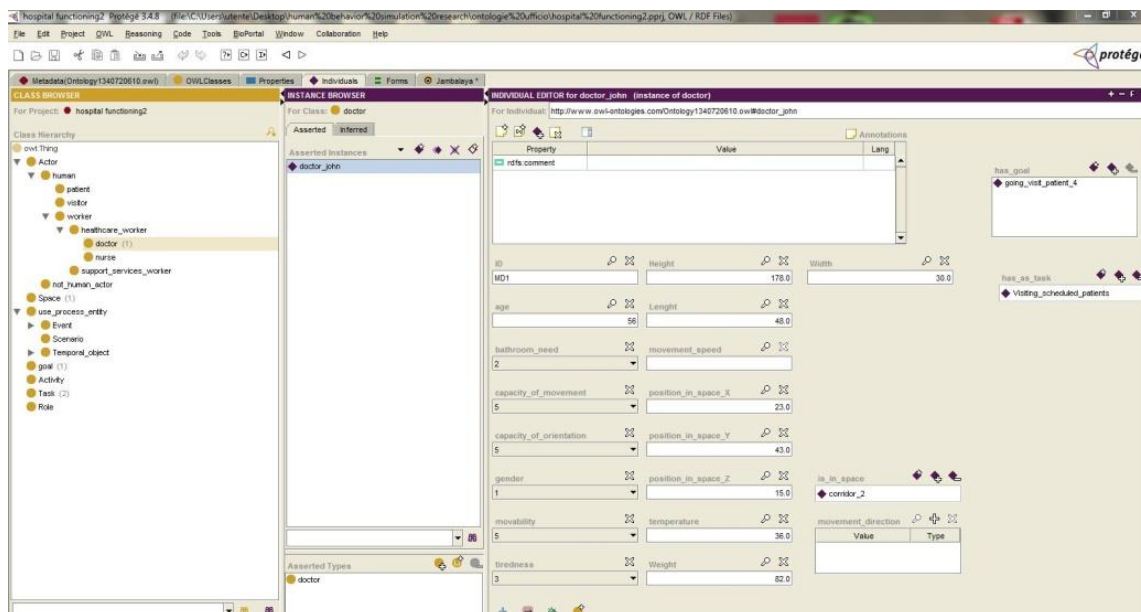 hospital functioning2 Protégé 3.4.8 (file:\C:\Users\utente\Desktop\human%20behavior%20simulation%20research\ontologie%20ufficio\hospital%20functioning2.pprj, OWL / RDF Files)
File Edit Project OWL Reasoning Code Tools BioPortal Window Collaboration Help
protégé
Metadata(Ontology1340720610.owl) OWLClasses Properties Individuals Forms Jambalaya
CLASS BROWSER
For Project: hospital functioning2
Class Hierarchy
owl:Thing
Actor
human
patient
visitor
worker
healthcare_worker
doctor (1)
nurse
support_services_worker
not_human_actor
Space (1)
use_process_entity
Event
Scenario
Temporal_object
goal (1)
Activity
Task (2)
Role
INSTANCE BROWSER
For Class: doctor
Asserted Inferred
Asserted Instances
doctor_john
Asserted Types
doctor
INDIVIDUAL EDITOR for doctor_john (instance of doctor)
For Individual: http://www.owl-ontologies.com/Ontology1340720610.owl#doctor_john
Annotations
Property Value Lang
rdfs:comment
has_goal
going_visit_patient_4
ID Height Width
MD1 178.0 30.0
has_as_task
Visiting_scheduled_patients
age Lenght
56 48.0
bathroom_need movement_speed
2
capacity_of_movement position_in_space_X
5 23.0
capacity_of_orientation position_in_space_Y
5 43.0
gender position_in_space_Z is_in_space
1 15.0 corridor_2
movability temperature movement_direction
5 36.0 Value Type
tiredness Weight
3 82.0